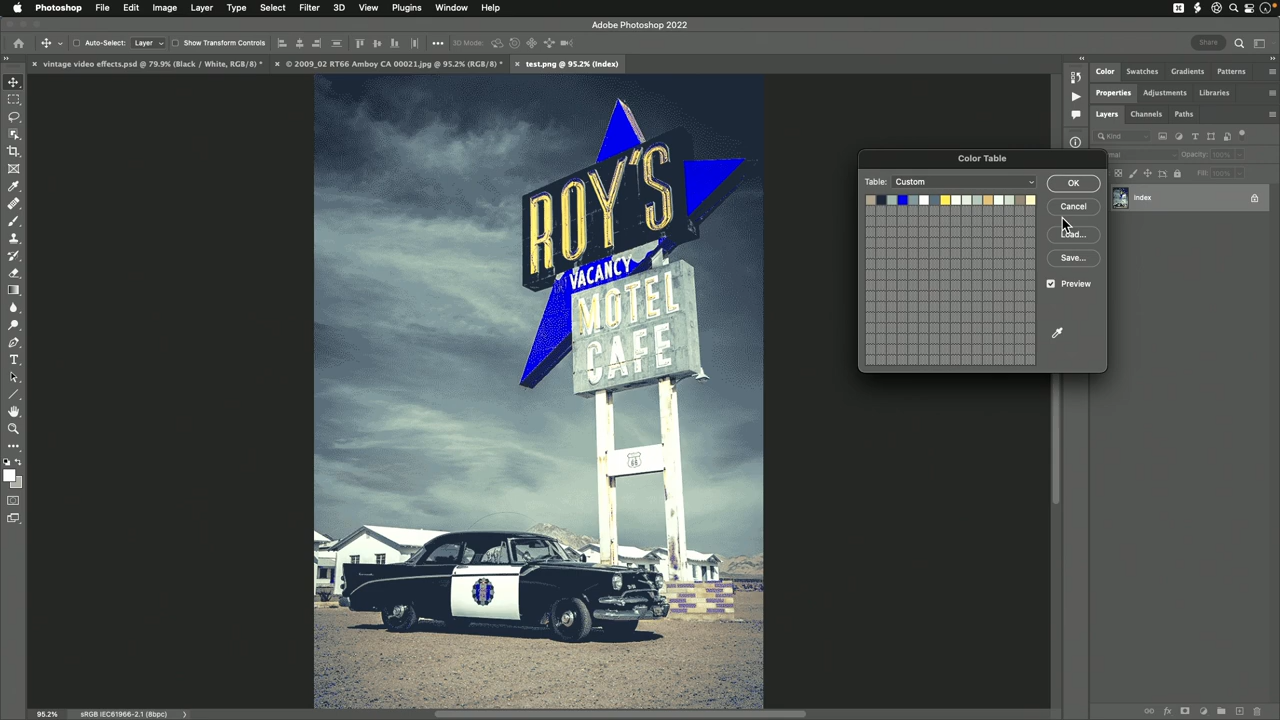 Photoshop File Edit Image Layer Type Select Filter 3D View Plugins Window Help
Adobe Photoshop 2022
Auto-Select: Layer Show Transform Controls 3D Mode: Share
vintage video effects.psd @ 79.9% (Black / White, RGB/8) * © 2009_02 RT66 Amboy CA 00021.jpg @ 95.2% (RGB/8) * test.png @ 95.2% (Index)
Color Swatches Gradients Patterns
Properties Adjustments Libraries
Layers Channels Paths
Kind
Opacity: 100%
Fill: 100%
Index
Color Table
Table: Custom
OK
Cancel
Load...
Save...
Preview
ROY'S
VACANCY
MOTEL
CAFE
66
95.2% sRGB IEC61966-2.1 (8bpc)